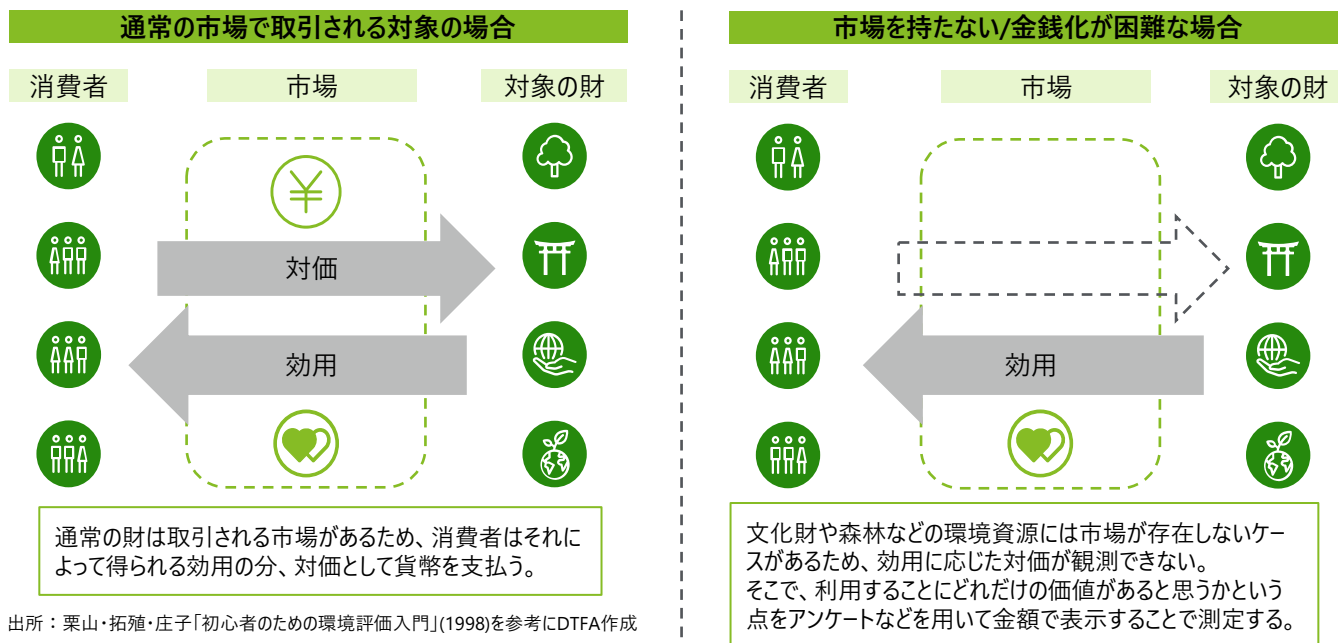 通常の市場で取引される対象の場合
消費者
市場
対象の財
¥
対価
効用
通常の財は取引される市場があるため、消費者はそれに
よって得られる効用の分、対価として貨幣を支払う。
出所：栗山・拓殖・庄子「初心者のための環境評価入門」(1998)を参考にDTFA作成
市場を持たない/金銭化が困難な場合
消費者
市場
対象の財
効用
文化財や森林などの環境資源には市場が存在しないケー
スがあるため、効用に応じた対価が観測できない。
そこで、利用することにどれだけの価値があると思うかという
点をアンケートなどを用いて金額で表示することで測定する。